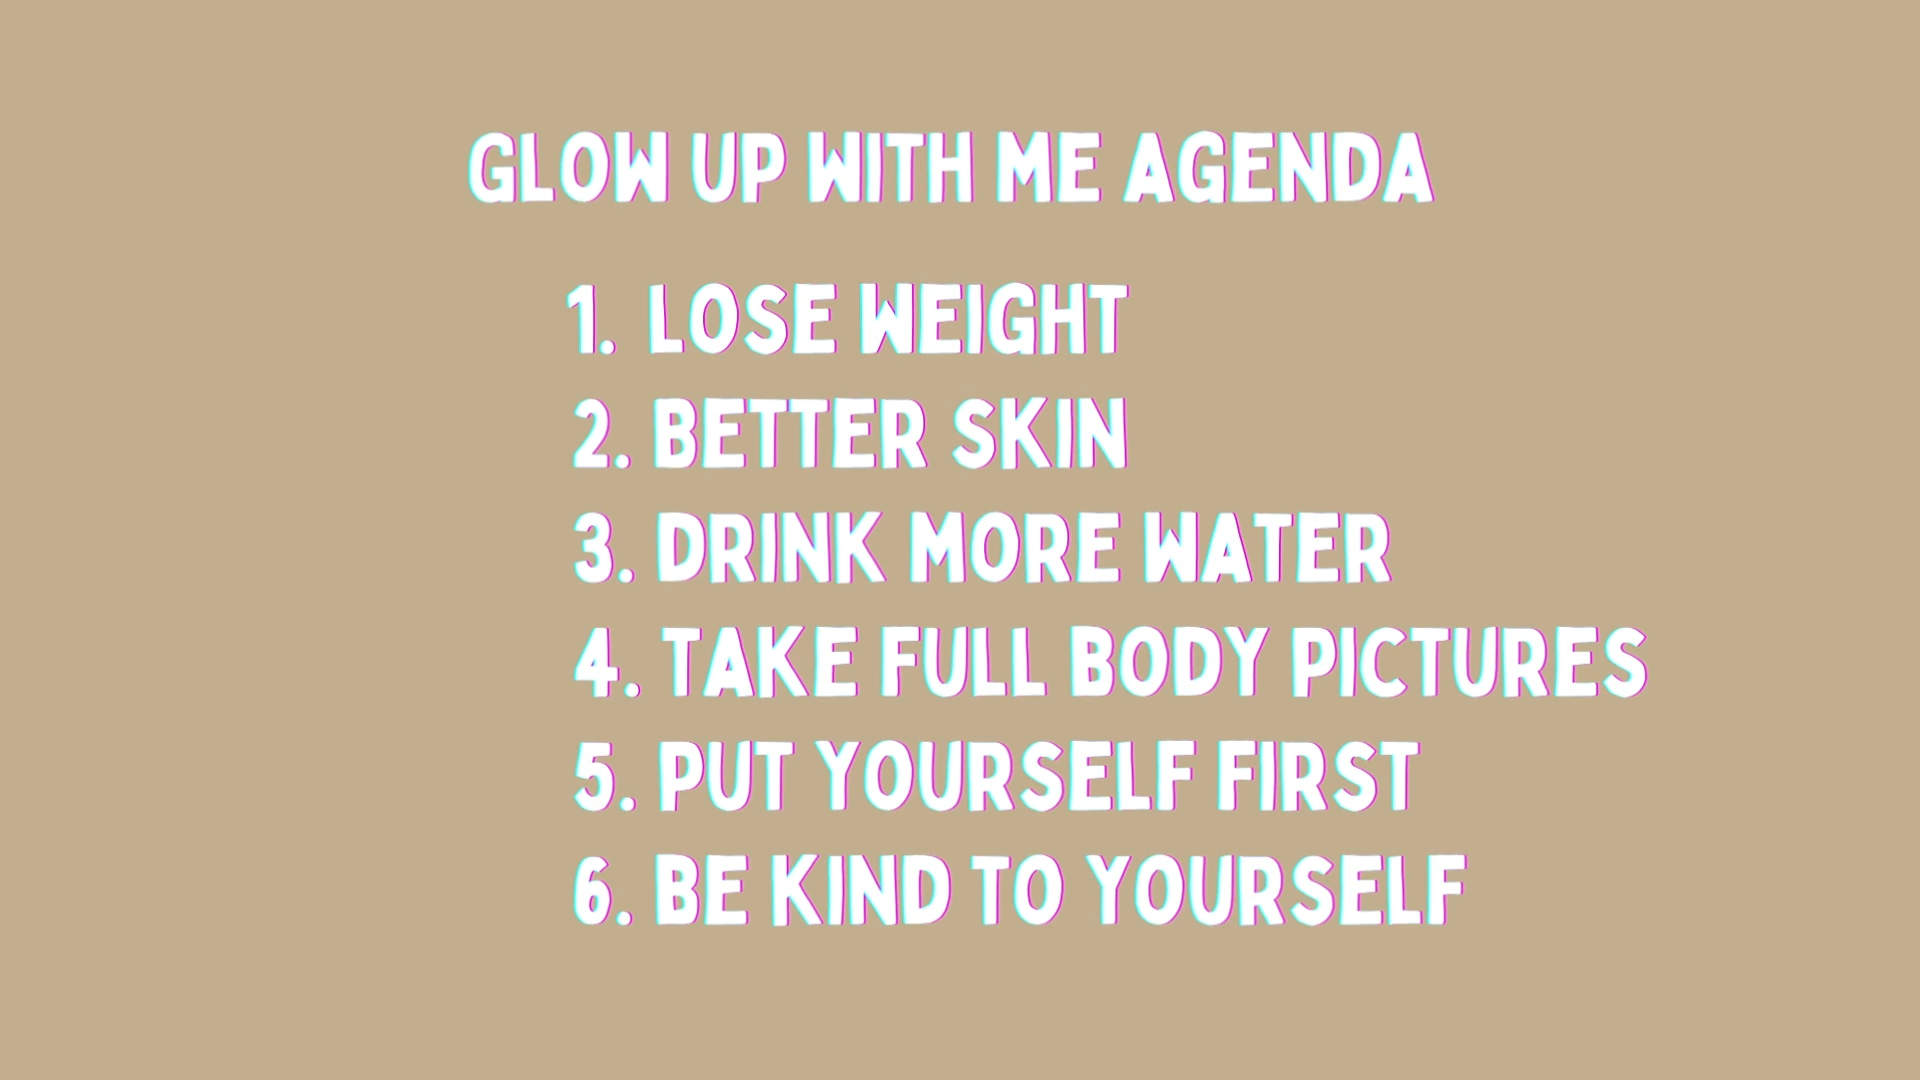 GLOW UP WITH ME AGENDA
1. LOSE WEIGHT
2. BETTER SKIN
3. DRINK MORE WATER
4. TAKE FULL BODY PICTURES
5. PUT YOURSELF FIRST
6. BE KIND TO YOURSELF